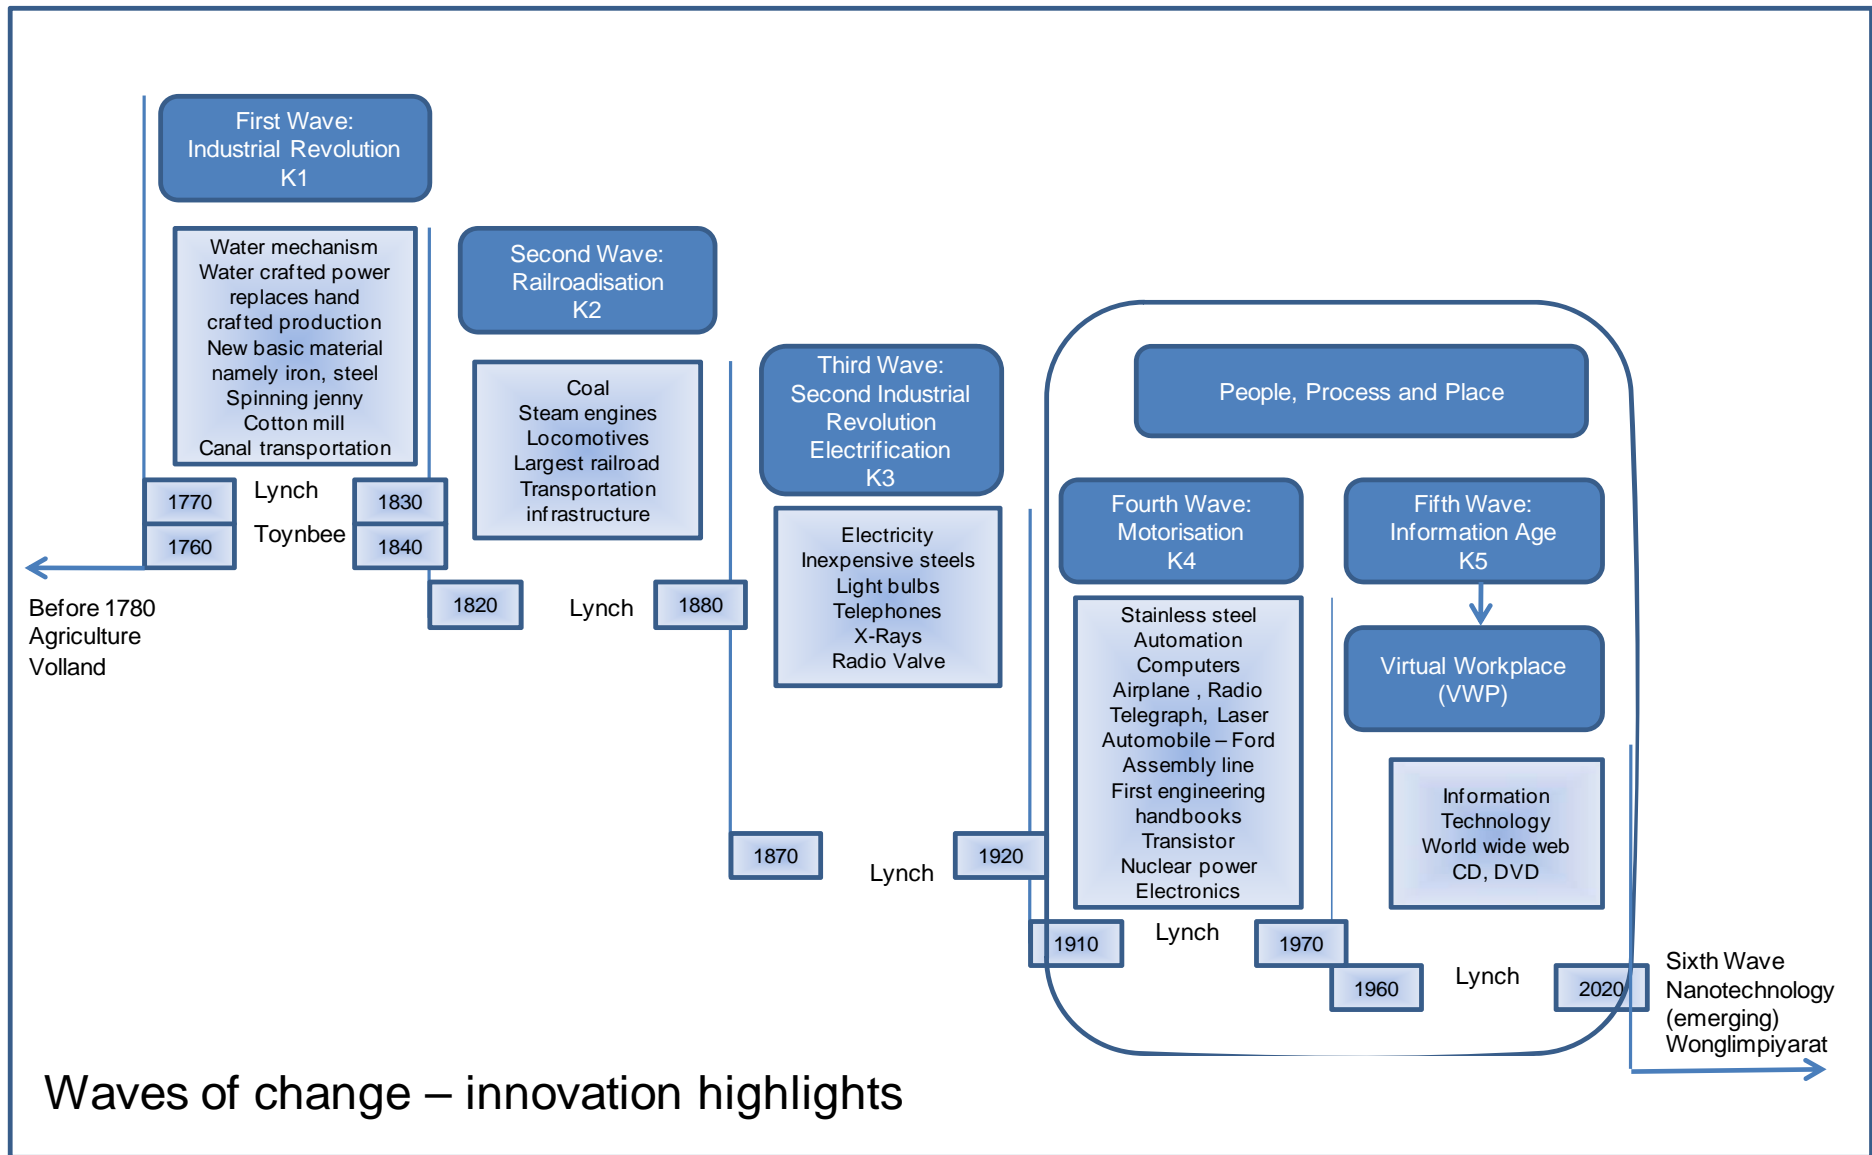 First Wave:
Industrial Revolution
K1
Water mechanism
Water crafted power
replaces hand
crafted production
New basic material
namely iron, steel
Spinning jenny
Cotton mill
Canal transportation
1770
Lynch
1830
1760
Toynbee
1840
Before 1780
Agriculture
Volland
Second Wave:
Railroadisation
K2
Coal
Steam engines
Locomotives
Largest railroad
Transportation
infrastructure
1820
Lynch
1880
Third Wave:
Second Industrial
Revolution
Electrification
K3
Electricity
Inexpensive steels
Light bulbs
Telephones
X-Rays
Radio Valve
1870
Lynch
1920
People, Process and Place
Fourth Wave:
Motorisation
K4
Stainless steel
Automation
Computers
Airplane , Radio
Telegraph, Laser
Automobile – Ford
Assembly line
First engineering
handbooks
Transistor
Nuclear power
Electronics
1910
Lynch
1970
Fifth Wave:
Information Age
K5
Virtual Workplace
(VWP)
Information
Technology
World wide web
CD, DVD
1960
Lynch
2020
Sixth Wave
Nanotechnology
(emerging)
Wonglimpiyarat
Waves of change – innovation highlights